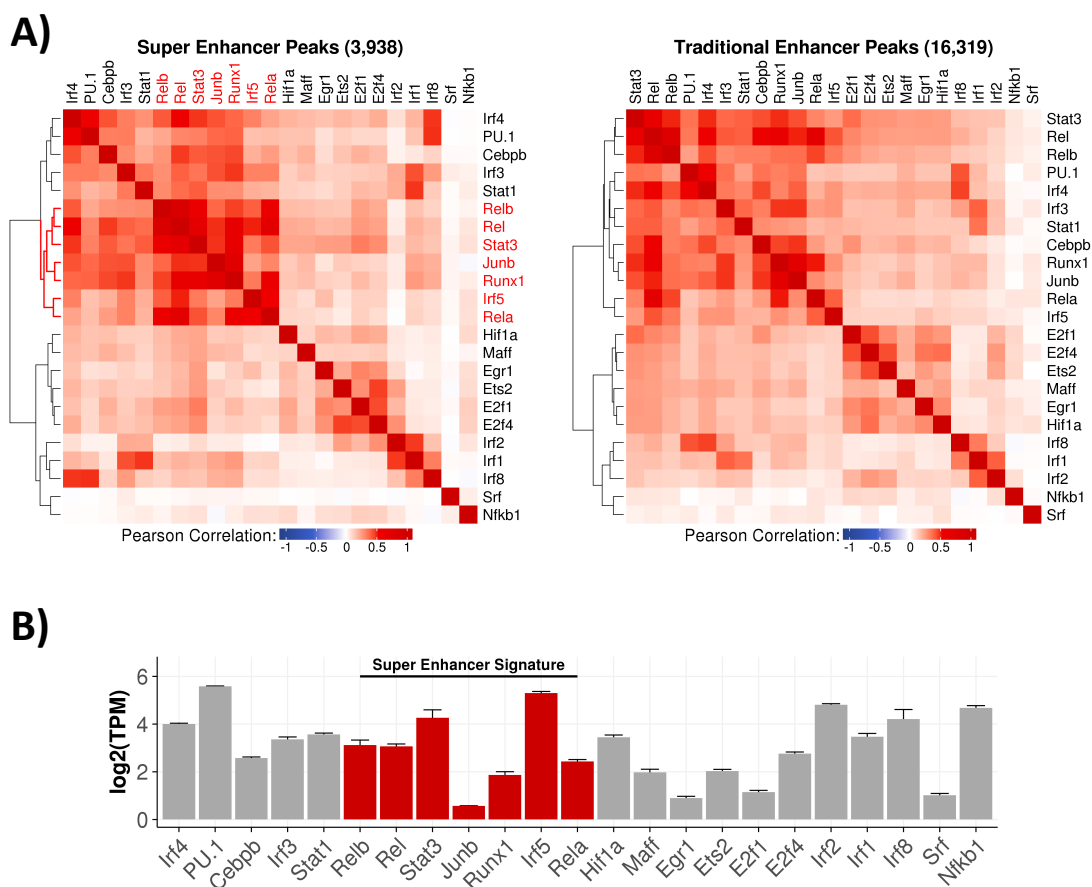 A)
Super Enhancer Peaks (3,938)
Irf4 PU.1 Cebpb Irf3 Stat1 Relb Rel Stat3 Junb Runx1 Irf5 Rela Hif1a Maff Egr1 Ets2 E2f1 E2f4 Irf2 Irf1 Irf8 Srf Nfkb1
Irf4
PU.1
Cebpb
Irf3
Stat1
Relb
Rel
Stat3
Junb
Runx1
Irf5
Rela
Hif1a
Maff
Egr1
Ets2
E2f1
E2f4
Irf2
Irf1
Irf8
Srf
Nfkb1
Pearson Correlation:
-1 -0.5 0 0.5 1
Traditional Enhancer Peaks (16,319)
Stat3 Rel Relb PU.1 Irf4 Irf3 Stat1 Cebpb Runx1 Junb Rela Irf5 E2f1 E2f4 Ets2 Maff Egr1 Hif1a Irf8 Irf1 Irf2 Nfkb1 Srf
Stat3
Rel
Relb
PU.1
Irf4
Irf3
Stat1
Cebpb
Runx1
Junb
Rela
Irf5
E2f1
E2f4
Ets2
Maff
Egr1
Hif1a
Irf8
Irf1
Irf2
Nfkb1
Srf
Pearson Correlation:
-1 -0.5 0 0.5 1
B)
Super Enhancer Signature
log2(TPM)
6
4
2
0
Irf4 PU.1 Cebpb Irf3 Stat1 Relb Rel Stat3 Junb Runx1 Irf5 Rela Hif1a Maff Egr1 Ets2 E2f1 E2f4 Irf2 Irf1 Irf8 Srf Nfkb1